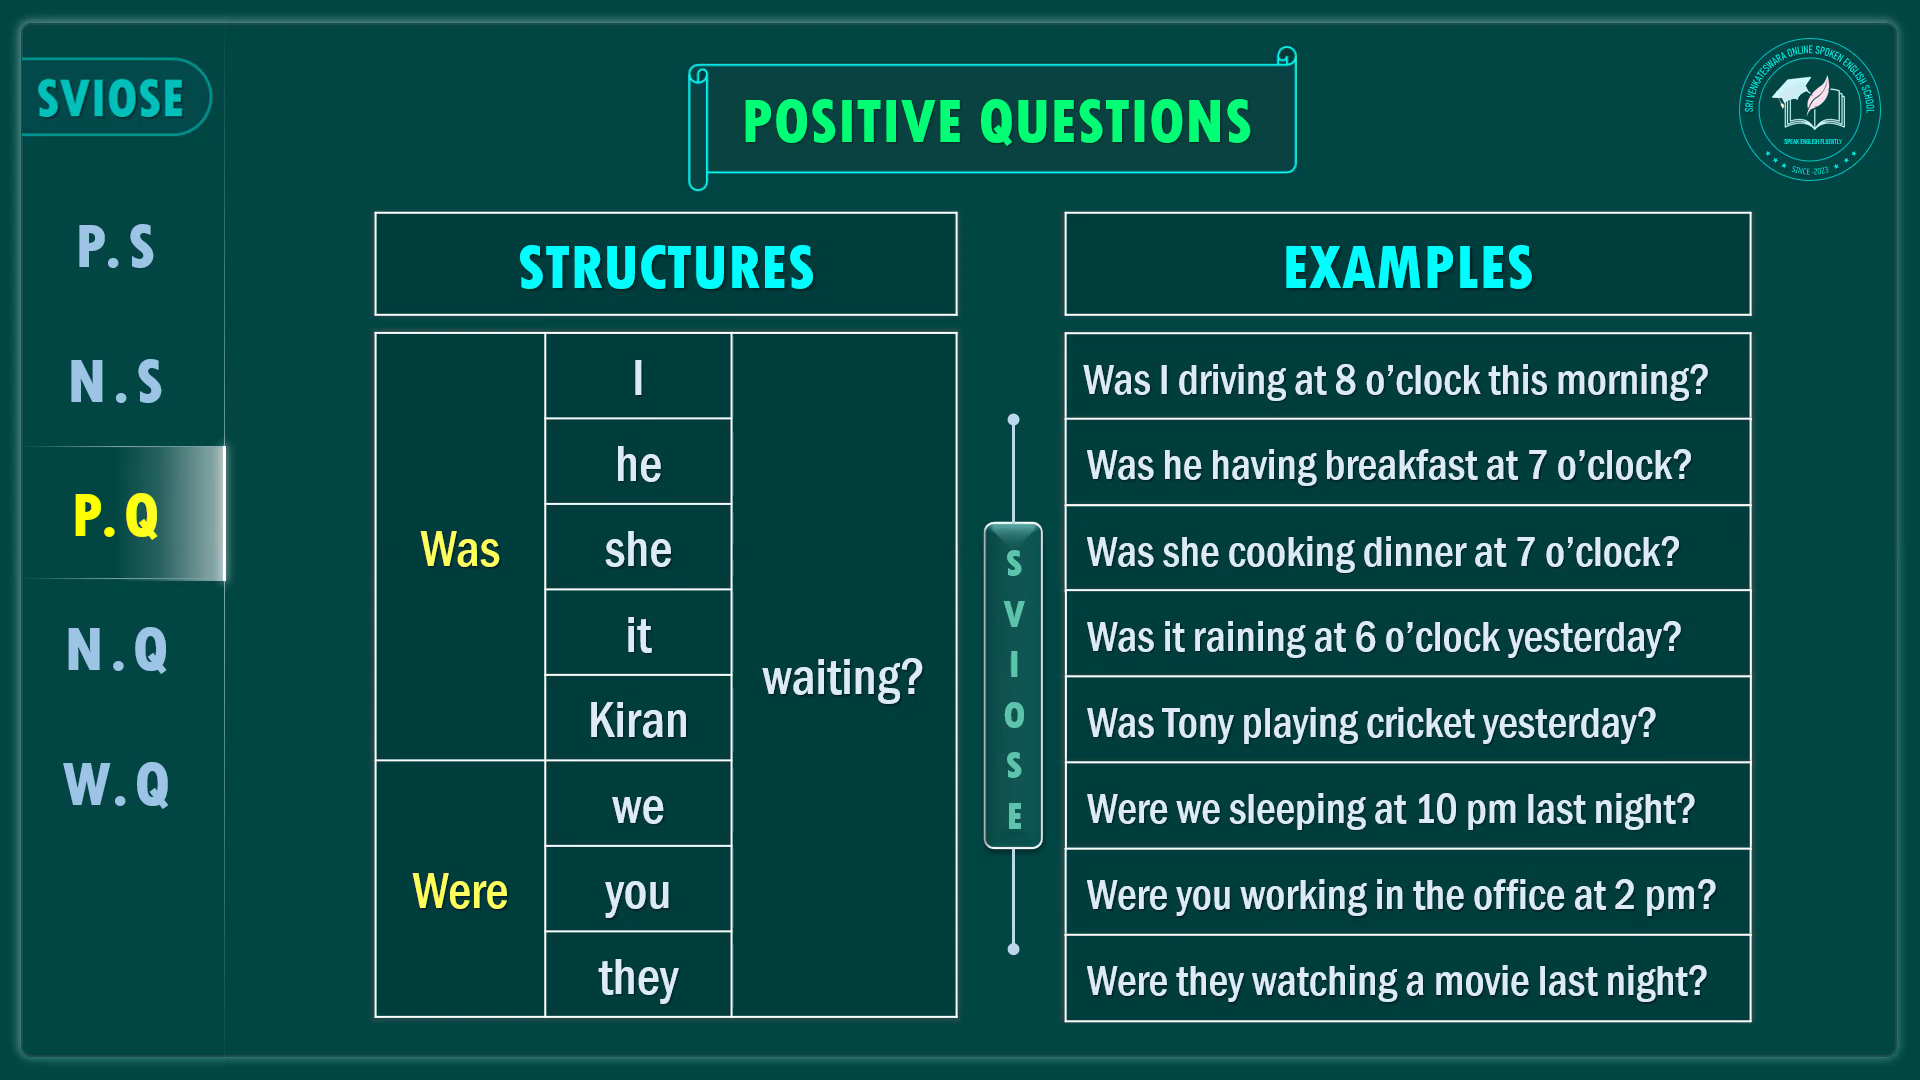 SVIOSE
POSITIVE QUESTIONS
SRI VENKATESWARA ONLINE SPOKEN ENGLISH SCHOOL
SPEAK ENGLISH FLUENTLY
SINCE -2023
P. S
N. S
P. Q
N. Q
W. Q
STRUCTURES
Was
I
he
she
it
Kiran
Were
we
you
they
waiting?
SVIOSE
EXAMPLES
Was I driving at 8 o’clock this morning?
Was he having breakfast at 7 o’clock?
Was she cooking dinner at 7 o’clock?
Was it raining at 6 o’clock yesterday?
Was Tony playing cricket yesterday?
Were we sleeping at 10 pm last night?
Were you working in the office at 2 pm?
Were they watching a movie last night?